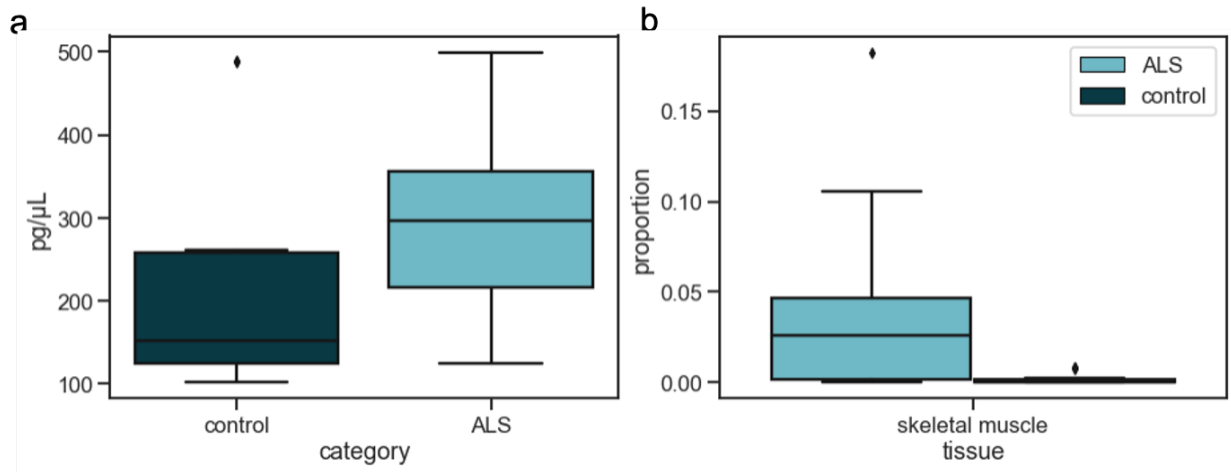 a
500
400
300
200
100
pg/µL
control
ALS
category
b
ALS
control
0.15
0.10
0.05
0.00
proportion
skeletal muscle
tissue